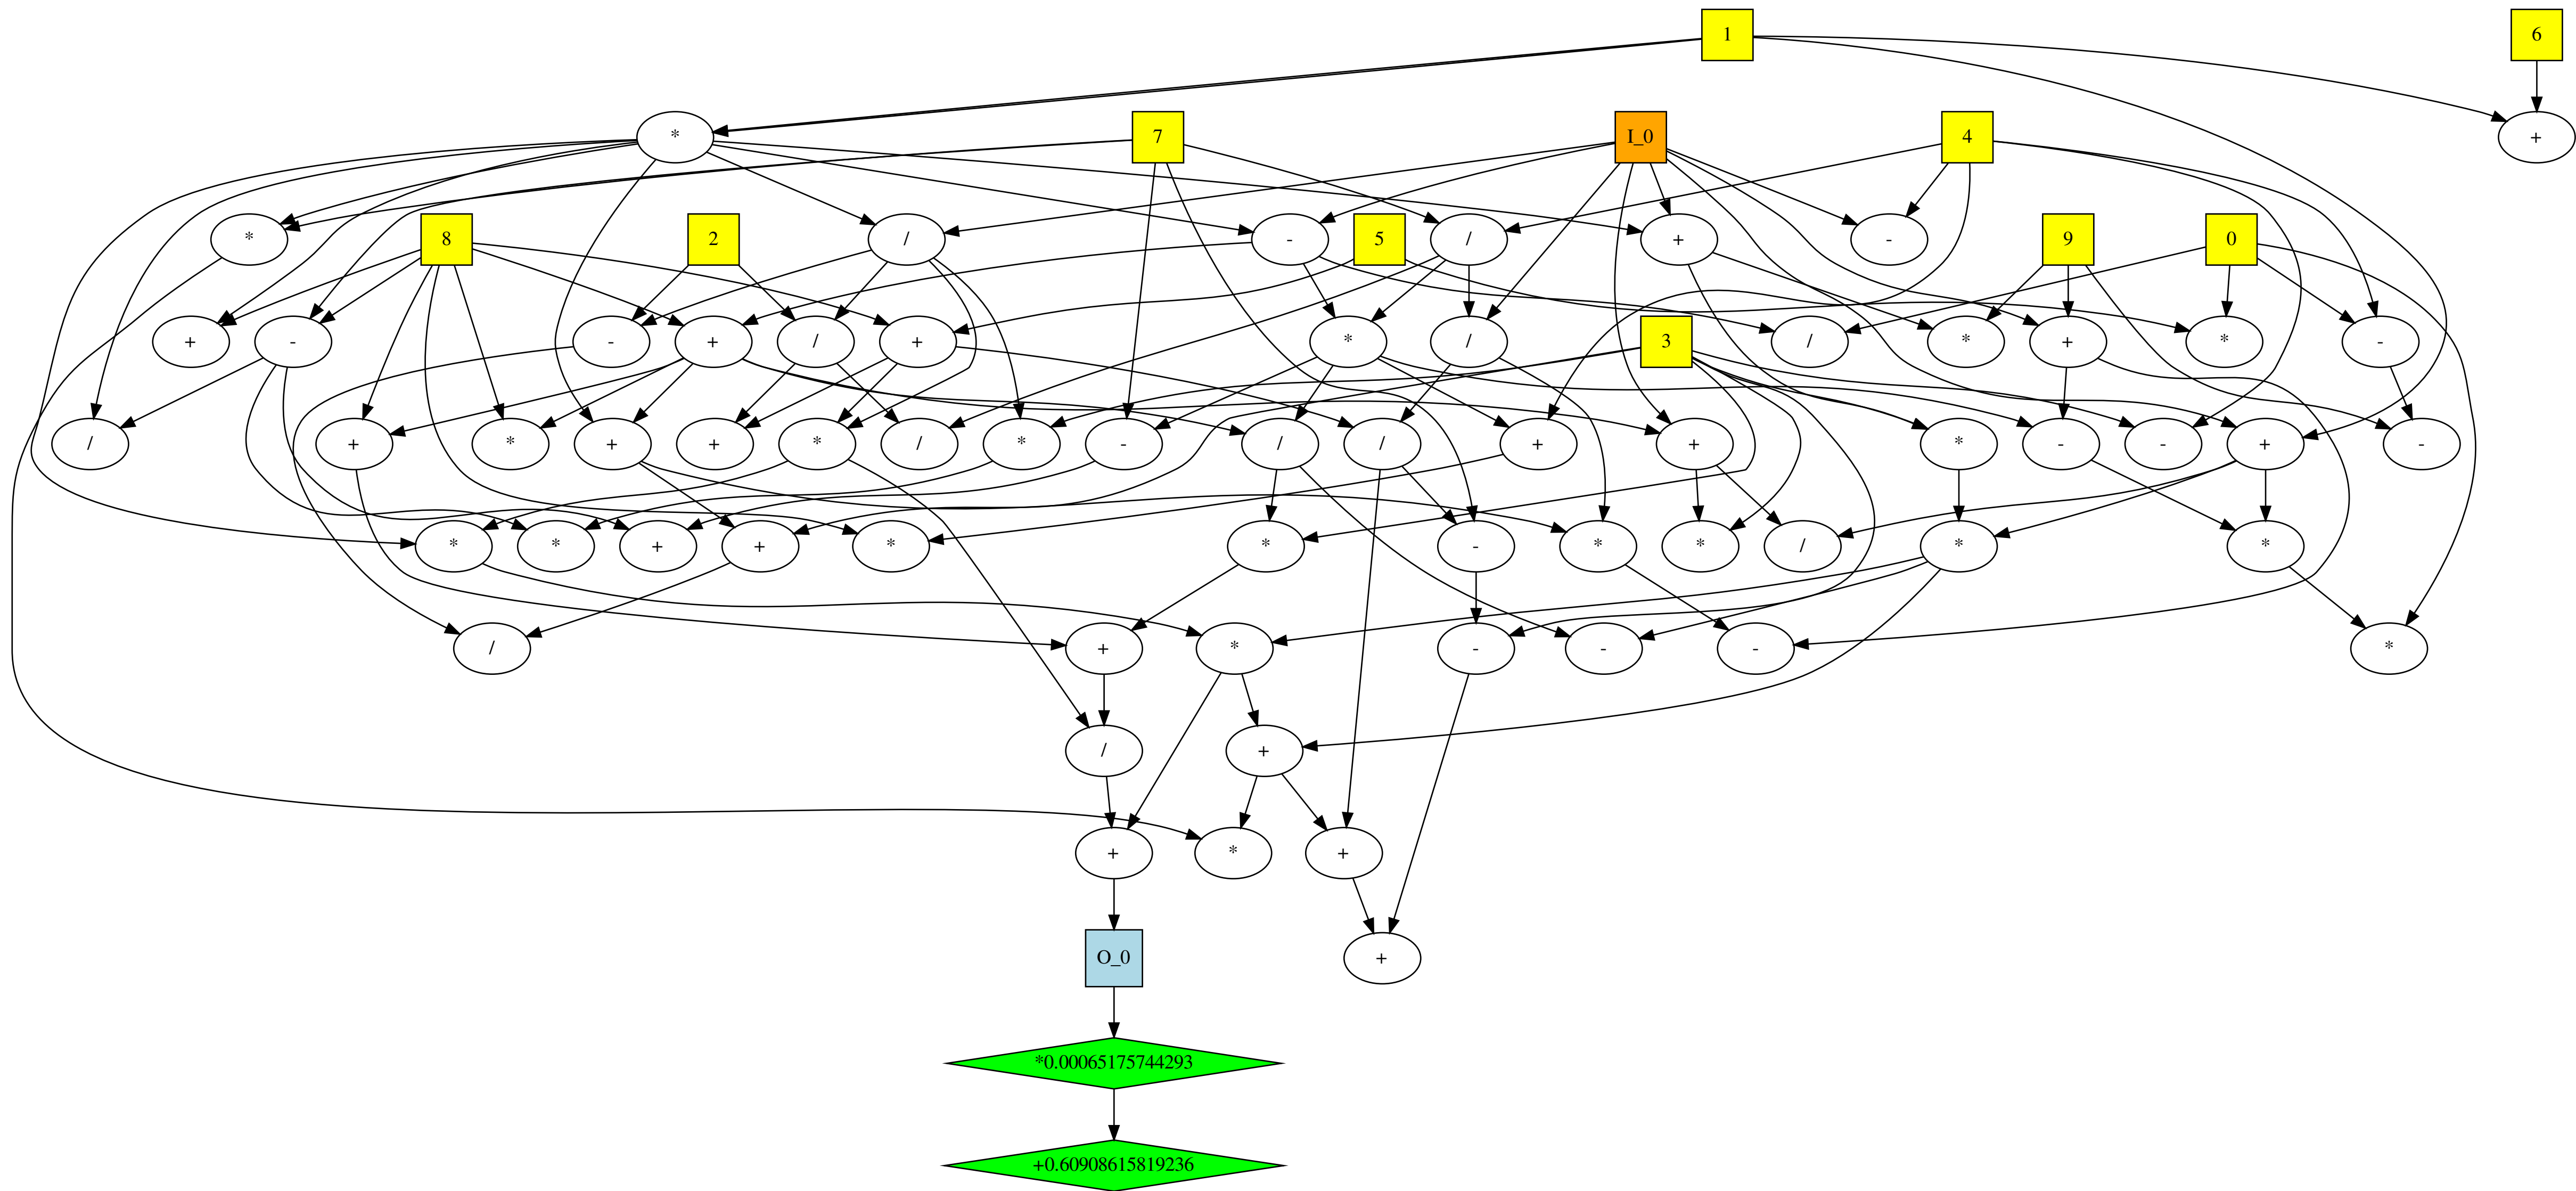 1 6
* 7 I_0 4 +
* 8 2 / - 5 / + - 9 0
+ - - / + + * / 3 / * + * -
/ + * + + * / * - / / + + * - - + -
* * + + * * - * * / * *
/ + * - - - *
/ +
+ * +
O_0 +
*0.00065175744293
+0.60908615819236